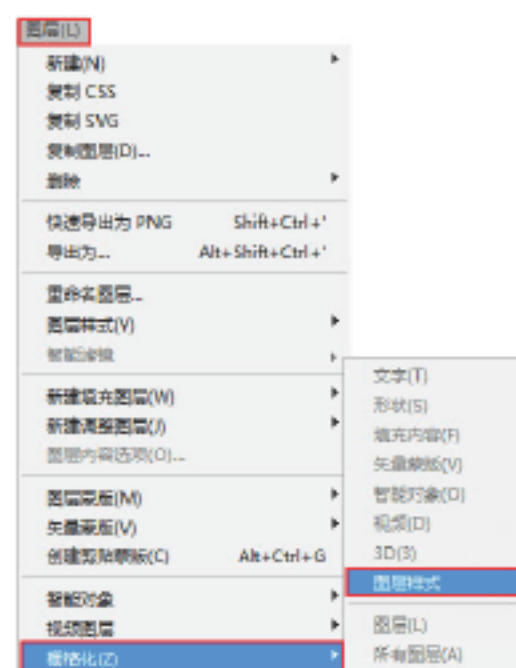 图层(L)
新建(N)
复制 CSS
复制 SVG
复制图层(D)...
删除
快速导出为 PNG Shift+Ctrl+'
导出为... Alt+Shift+Ctrl+'
重命名图层...
图层样式(V)
智能滤镜
新建填充图层(W)
新建调整图层(J)
图层内容选项(O)...
图层蒙版(M)
矢量蒙版(V)
创建剪贴蒙版(C) Alt+Ctrl+G
智能对象
视频图层
栅格化(Z)
文字(T)
形状(S)
填充内容(F)
矢量蒙版(V)
智能对象(O)
视频(D)
3D(3)
图层样式
图层(L)
所有图层(A)